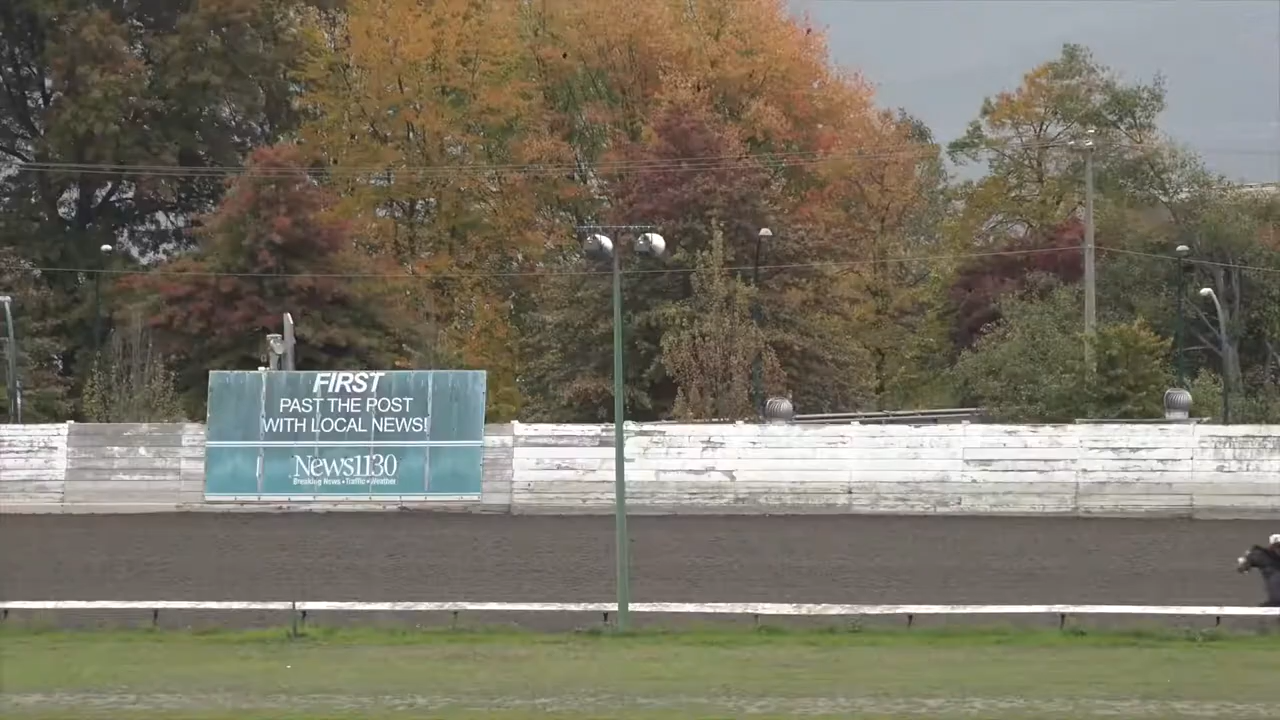 FIRST
PAST THE POST
WITH LOCAL NEWS!
News1130
Breaking News • Traffic • Weather